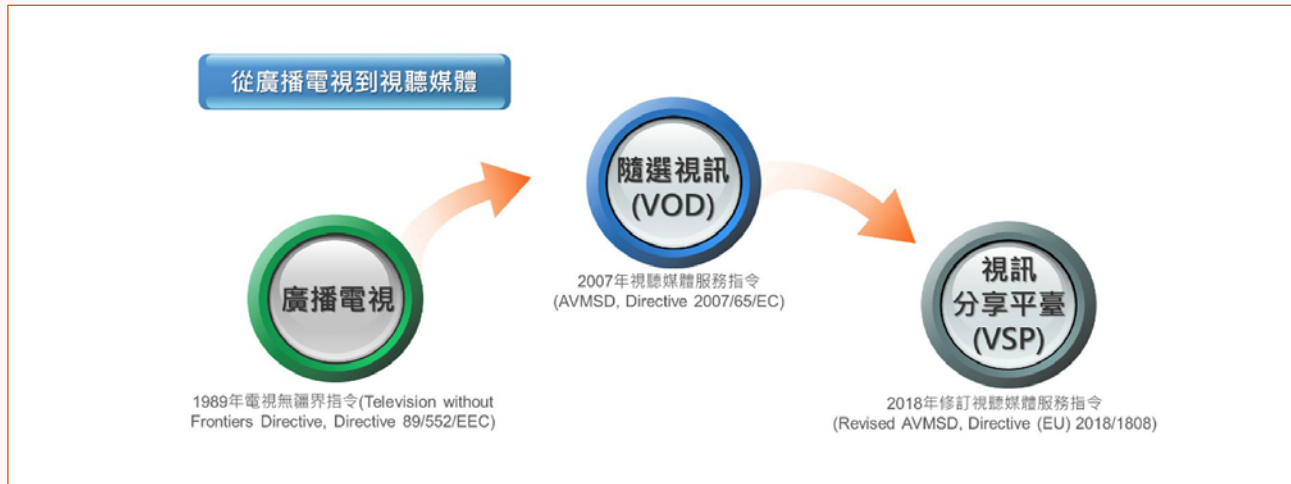 從廣播電視到視聽媒體
廣播電視
1989年電視無疆界指令(Television without
Frontiers Directive, Directive 89/552/EEC)
隨選視訊
(VOD)
2007年視聽媒體服務指令
(AVMSD, Directive 2007/65/EC)
視訊
分享平臺
(VSP)
2018年修訂視聽媒體服務指令
(Revised AVMSD, Directive (EU) 2018/1808)